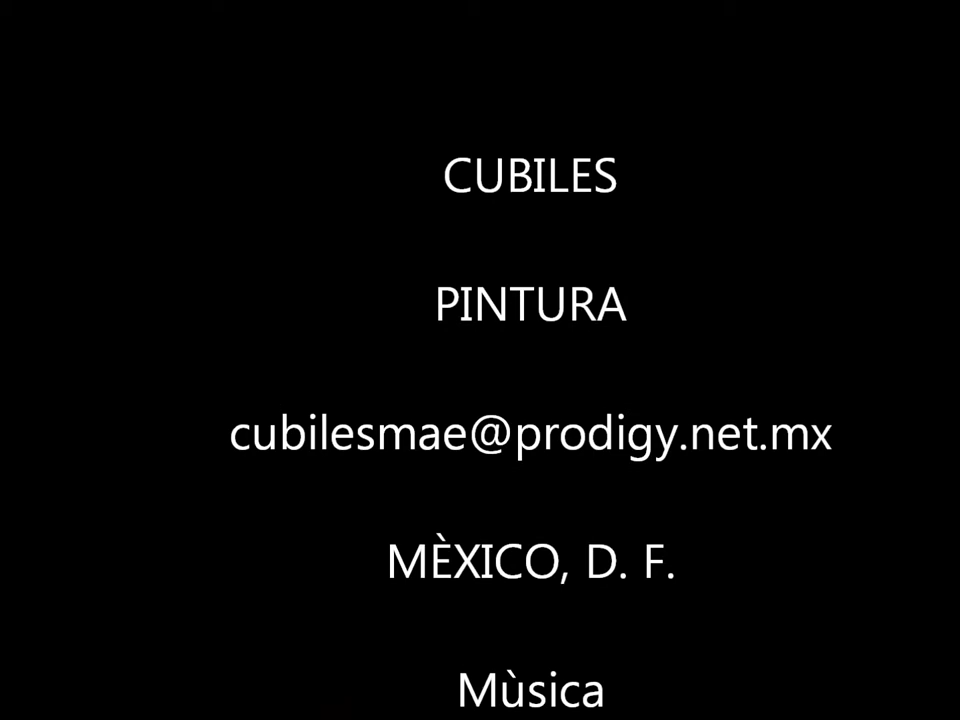 CUBILES
PINTURA
cubilesmae@prodigy.net.mx
MÈXICO, D. F.
Mùsica